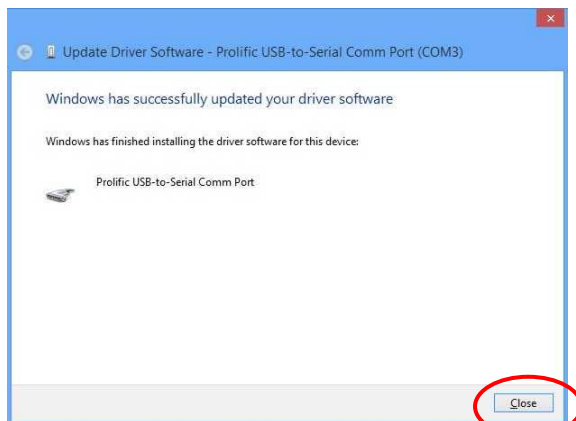 Update Driver Software - Prolific USB-to-Serial Comm Port (COM3)
Windows has successfully updated your driver software
Windows has finished installing the driver software for this device:
Prolific USB-to-Serial Comm Port
Close